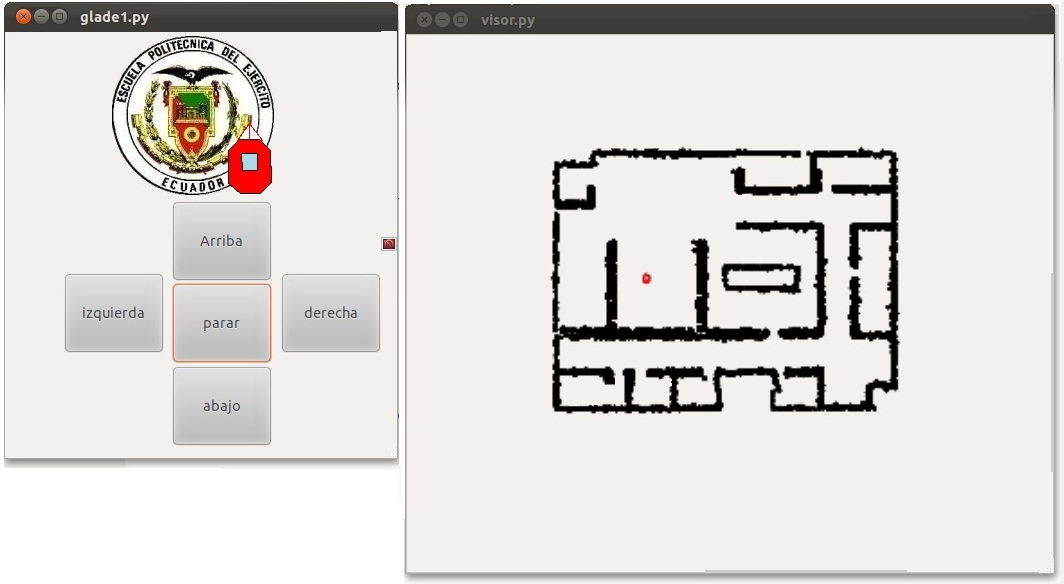 glade1.py
visor.py
ESCUELA POLITECNICA DEL EJERCITO
ECUADOR
Arriba
izquierda
parar
derecha
abajo